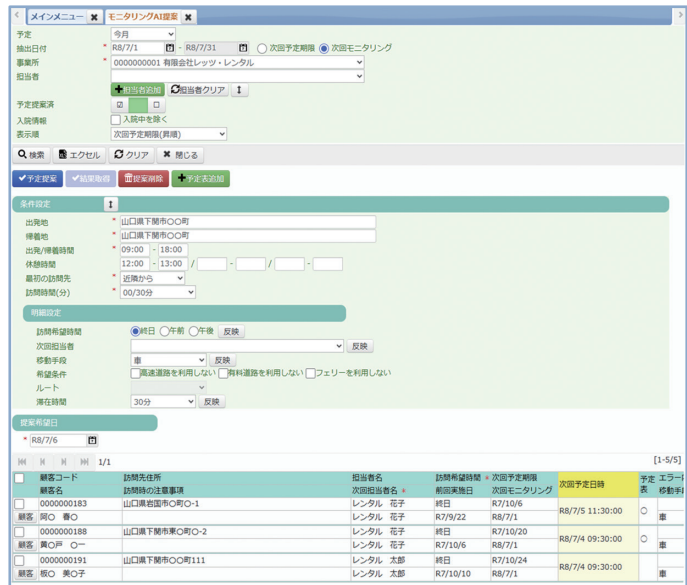 メインメニュー ✖ モニタリングAI提案 ✖
予定 今月
抽出日付 * R8/7/1 - R8/7/31 次回予定期限 次回モニタリング
事業所 * 0000000001 有限会社レッツ・レンタル
担当者
担当者追加 担当者クリア
予定提案済
入院情報 入院中を除く
表示順 次回予定期限(昇順)
検索 エクセル クリア 閉じる
予定提案 結果取得 提案削除 予定表追加
条件設定
出発地 * 山口県下関市〇〇町
帰着地 * 山口県下関市〇〇町
出発/帰着時間 * 09:00 - 18:00
休憩時間 12:00 - 13:00 / - / -
最初の訪問先 * 近隣から
訪問時間(分) * 00/30分
明細設定
訪問希望時間 終日 午前 午後 反映
次回担当者 反映
移動手段 車 反映
希望条件 高速道路を利用しない 有料道路を利用しない フェリーを利用しない
ルート
滞在時間 30分 反映
提案希望日
* R8/7/6
1/1 [1-5/5]
顧客コード 訪問先住所 担当者名 訪問希望時間 * 次回予定期限 次回予定日時 予定表
顧客名 訪問時の注意事項 次回担当者名 * 前回実施日 次回モニタリング 移動手
0000000183 山口県岩国市〇町〇-1 レンタル 花子 終日 R7/10/6 R8/7/5 11:30:00 〇
顧客 阿〇 春〇 レンタル 花子 R7/9/22 R8/7/1 車
0000000188 山口県下関市東〇町〇-2 レンタル 花子 終日 R7/10/20 R8/7/4 09:30:00 〇
顧客 黄〇戸 〇一 レンタル 花子 R7/10/6 R8/7/1 車
0000000191 山口県下関市〇〇町111 レンタル 太郎 終日 R7/10/24 R8/7/4 09:30:00
顧客 板〇 美〇子 レンタル 太郎 R7/10/10 R8/7/1 車